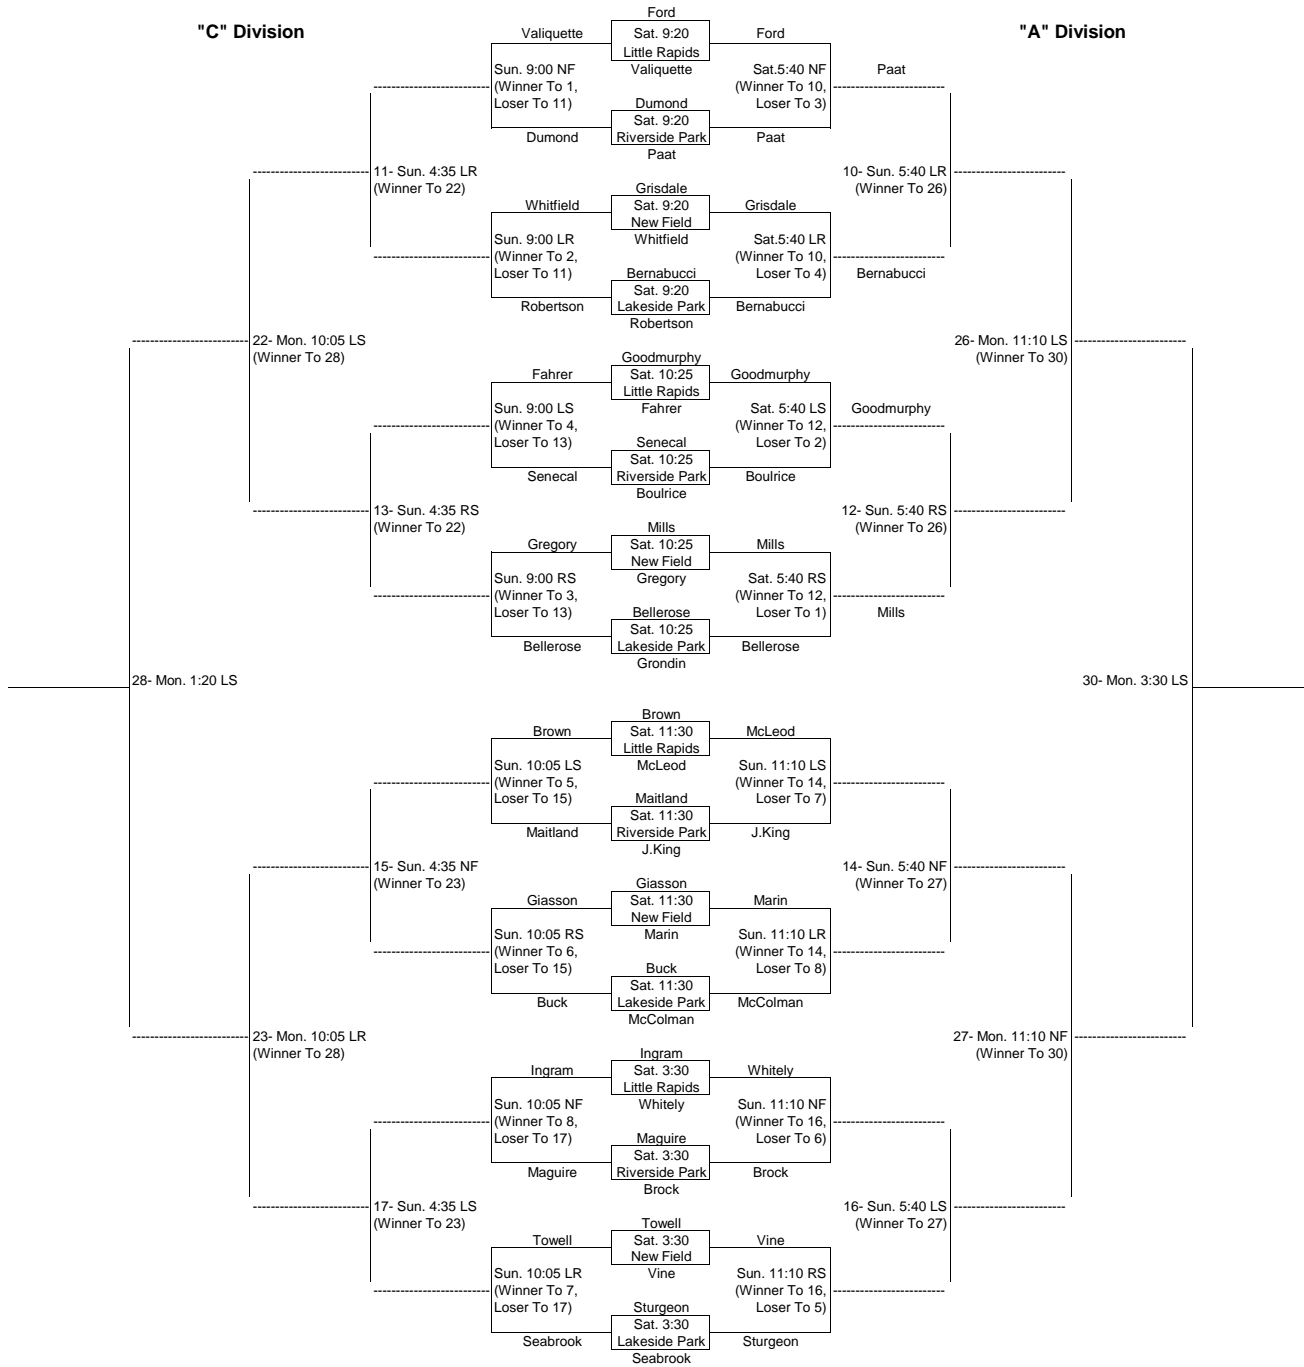 "C" Division
"A" Division
Ford
Valiquette
Sat. 9:20
Ford
Little Rapids
Sun. 9:00 NF
Valiquette
Sat.5:40 NF
Paat
(Winner To 1,
(Winner To 10,
Loser To 11)
Dumond
Loser To 3)
Sat. 9:20
Dumond
Riverside Park
Paat
Paat
11- Sun. 4:35 LR
10- Sun. 5:40 LR
(Winner To 22)
Grisdale
(Winner To 26)
Whitfield
Sat. 9:20
Grisdale
New Field
Sun. 9:00 LR
Whitfield
Sat.5:40 LR
(Winner To 2,
(Winner To 10,
Loser To 11)
Bernabucci
Loser To 4)
Bernabucci
Sat. 9:20
Robertson
Lakeside Park
Bernabucci
Robertson
22- Mon. 10:05 LS
26- Mon. 11:10 LS
(Winner To 28)
Goodmurphy
(Winner To 30)
Fahrer
Sat. 10:25
Goodmurphy
Little Rapids
Sun. 9:00 LS
Fahrer
Sat. 5:40 LS
Goodmurphy
(Winner To 4,
(Winner To 12,
Loser To 13)
Senecal
Loser To 2)
Sat. 10:25
Senecal
Riverside Park
Boulrice
Boulrice
13- Sun. 4:35 RS
12- Sun. 5:40 RS
(Winner To 22)
Mills
(Winner To 26)
Gregory
Sat. 10:25
Mills
New Field
Sun. 9:00 RS
Gregory
Sat. 5:40 RS
(Winner To 3,
(Winner To 12,
Loser To 13)
Bellerose
Loser To 1)
Mills
Sat. 10:25
Bellerose
Lakeside Park
Bellerose
Grondin
28- Mon. 1:20 LS
30- Mon. 3:30 LS
Brown
Brown
Sat. 11:30
McLeod
Little Rapids
Sun. 10:05 LS
McLeod
Sun. 11:10 LS
(Winner To 5,
(Winner To 14,
Loser To 15)
Maitland
Loser To 7)
Sat. 11:30
Maitland
Riverside Park
J.King
J.King
15- Sun. 4:35 NF
14- Sun. 5:40 NF
(Winner To 23)
Giasson
(Winner To 27)
Giasson
Sat. 11:30
Marin
New Field
Sun. 10:05 RS
Marin
Sun. 11:10 LR
(Winner To 6,
(Winner To 14,
Loser To 15)
Buck
Loser To 8)
Sat. 11:30
Buck
Lakeside Park
McColman
McColman
23- Mon. 10:05 LR
27- Mon. 11:10 NF
(Winner To 28)
Ingram
(Winner To 30)
Ingram
Sat. 3:30
Whitely
Little Rapids
Sun. 10:05 NF
Whitely
Sun. 11:10 NF
(Winner To 8,
(Winner To 16,
Loser To 17)
Maguire
Loser To 6)
Sat. 3:30
Maguire
Riverside Park
Brock
Brock
17- Sun. 4:35 LS
16- Sun. 5:40 LS
(Winner To 23)
Towell
(Winner To 27)
Towell
Sat. 3:30
Vine
New Field
Sun. 10:05 LR
Vine
Sun. 11:10 RS
(Winner To 7,
(Winner To 16,
Loser To 17)
Sturgeon
Loser To 5)
Sat. 3:30
Seabrook
Lakeside Park
Sturgeon
Seabrook